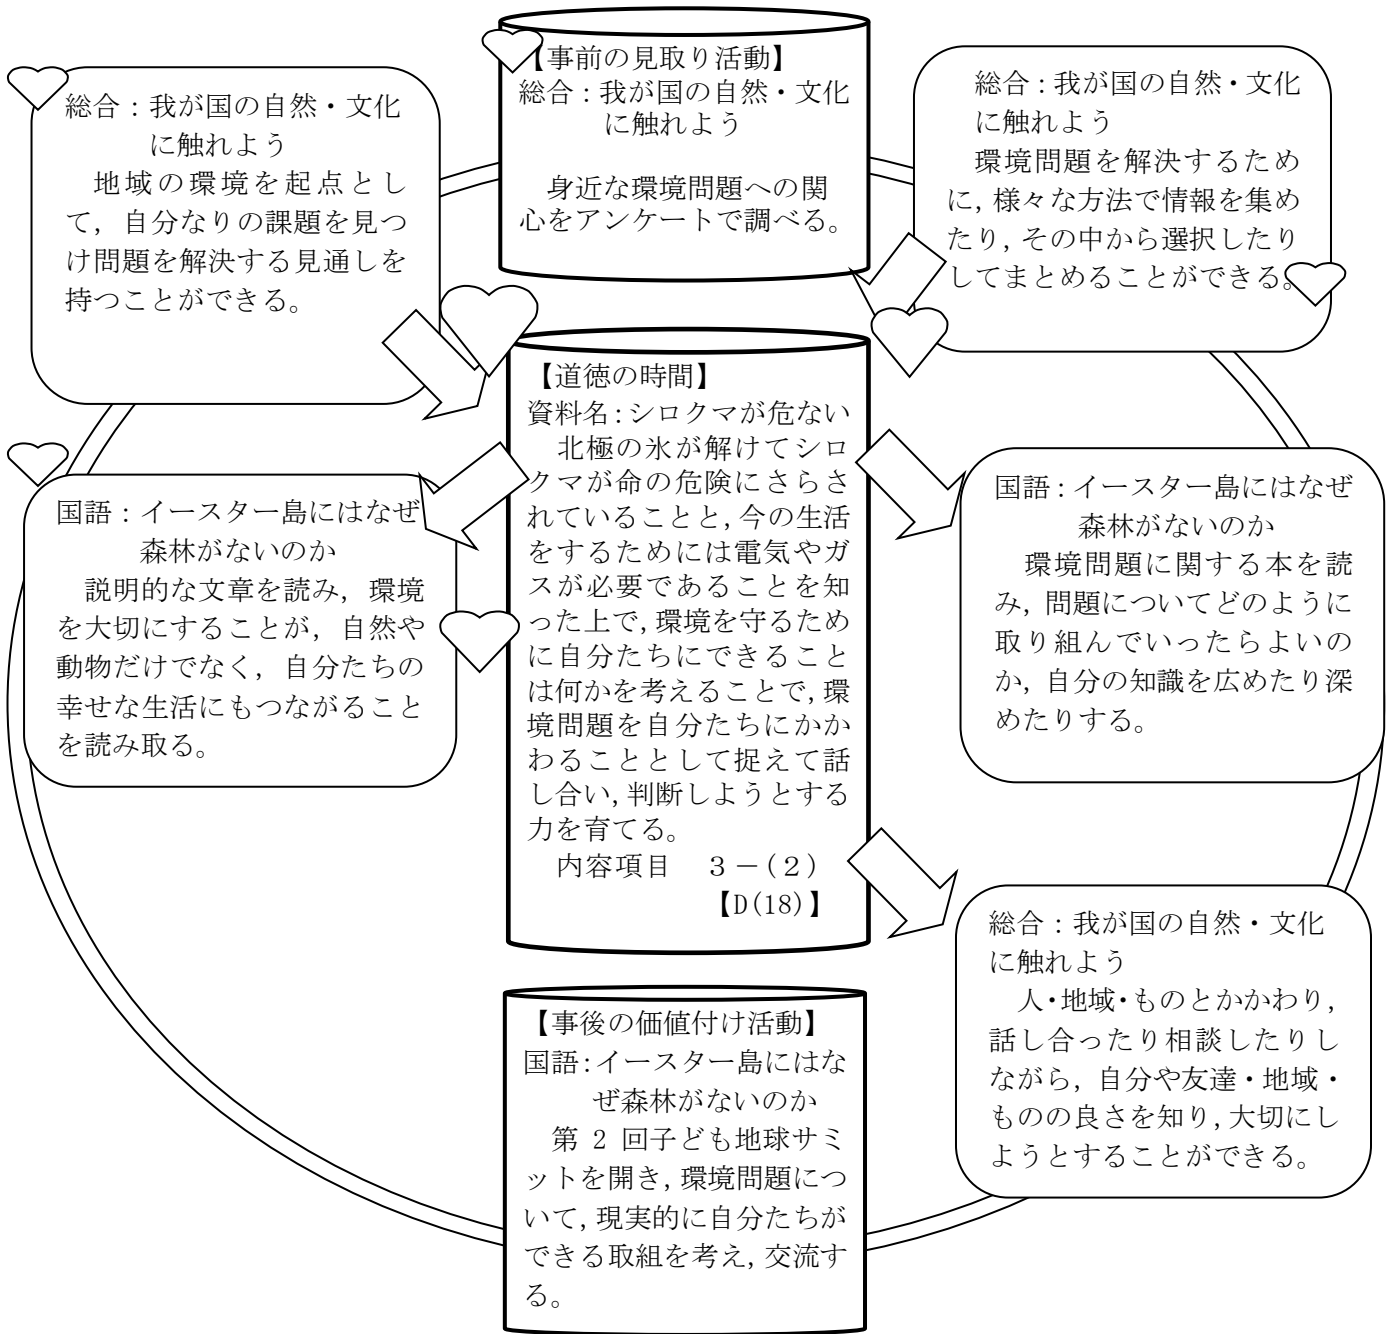 【事前の見取り活動】
総合：我が国の自然・文化
に触れよう
身近な環境問題への関
心をアンケートで調べる。
総合：我が国の自然・文化
に触れよう
地域の環境を起点とし
て，自分なりの課題を見つ
け問題を解決する見通しを
持つことができる。
総合：我が国の自然・文化
に触れよう
環境問題を解決するため
に，様々な方法で情報を集め
たり，その中から選択したり
してまとめることができる。
【道徳の時間】
資料名：シロクマが危ない
北極の氷が解けてシロ
クマが命の危険にさらさ
れていることと，今の生活
をするためには電気やガ
スが必要であることを知
った上で，環境を守るため
に自分たちにできること
は何かを考えることで，環
境問題を自分たちにかか
わることとして捉えて話
し合い，判断しようとする
力を育てる。
内容項目　３－(２)
【D(18)】
国語：イースター島にはなぜ
森林がないのか
説明的な文章を読み，環境
を大切にすることが，自然や
動物だけでなく，自分たちの
幸せな生活にもつながること
を読み取る。
国語：イースター島にはなぜ
森林がないのか
環境問題に関する本を読
み，問題についてどのように
取り組んでいったらよいの
か，自分の知識を広めたり深
めたりする。
総合：我が国の自然・文化
に触れよう
人・地域・ものとかかわり，
話し合ったり相談したりし
ながら，自分や友達・地域・
ものの良さを知り，大切にし
ようとすることができる。
【事後の価値付け活動】
国語：イースター島にはな
ぜ森林がないのか
第 2 回子ども地球サミ
ットを開き，環境問題につ
いて，現実的に自分たちが
できる取組を考え，交流す
る。